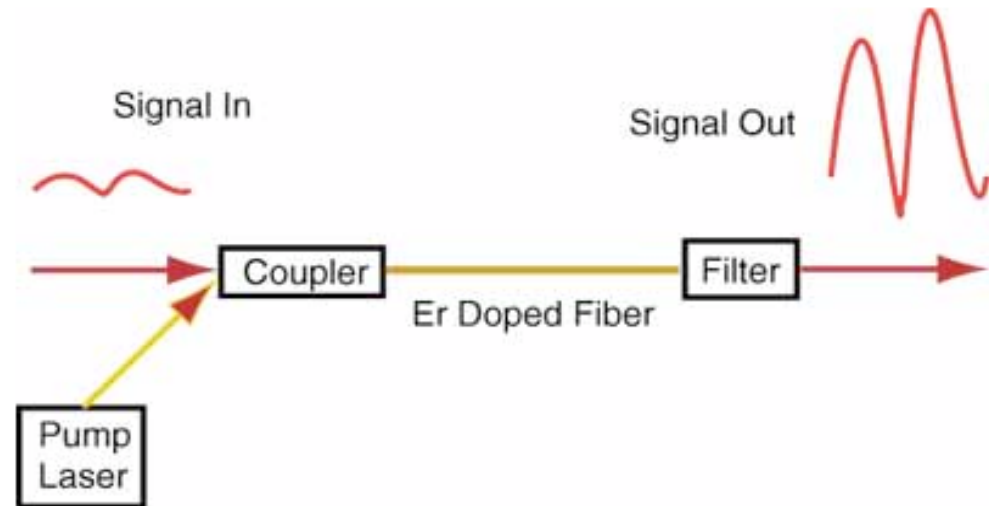 Signal In
Signal Out
Coupler
Filter
Er Doped Fiber
Pump
Laser